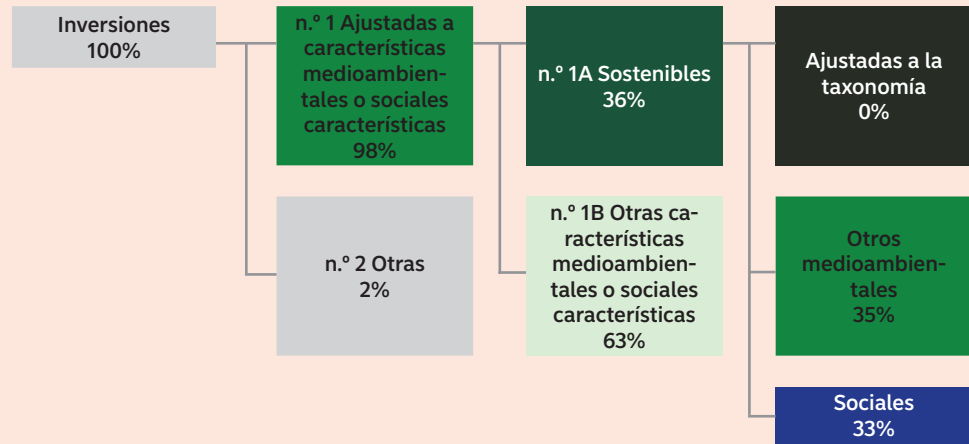 Inversiones
100%
n.º 1 Ajustadas a
características
medioambien-
tales o sociales
características
98%
n.º 2 Otras
2%
n.º 1A Sostenibles
36%
n.º 1B Otras ca-
racterísticas
medioambien-
tales o sociales
características
63%
Ajustadas a la
taxonomía
0%
Otros
medioambien-
tales
35%
Sociales
33%